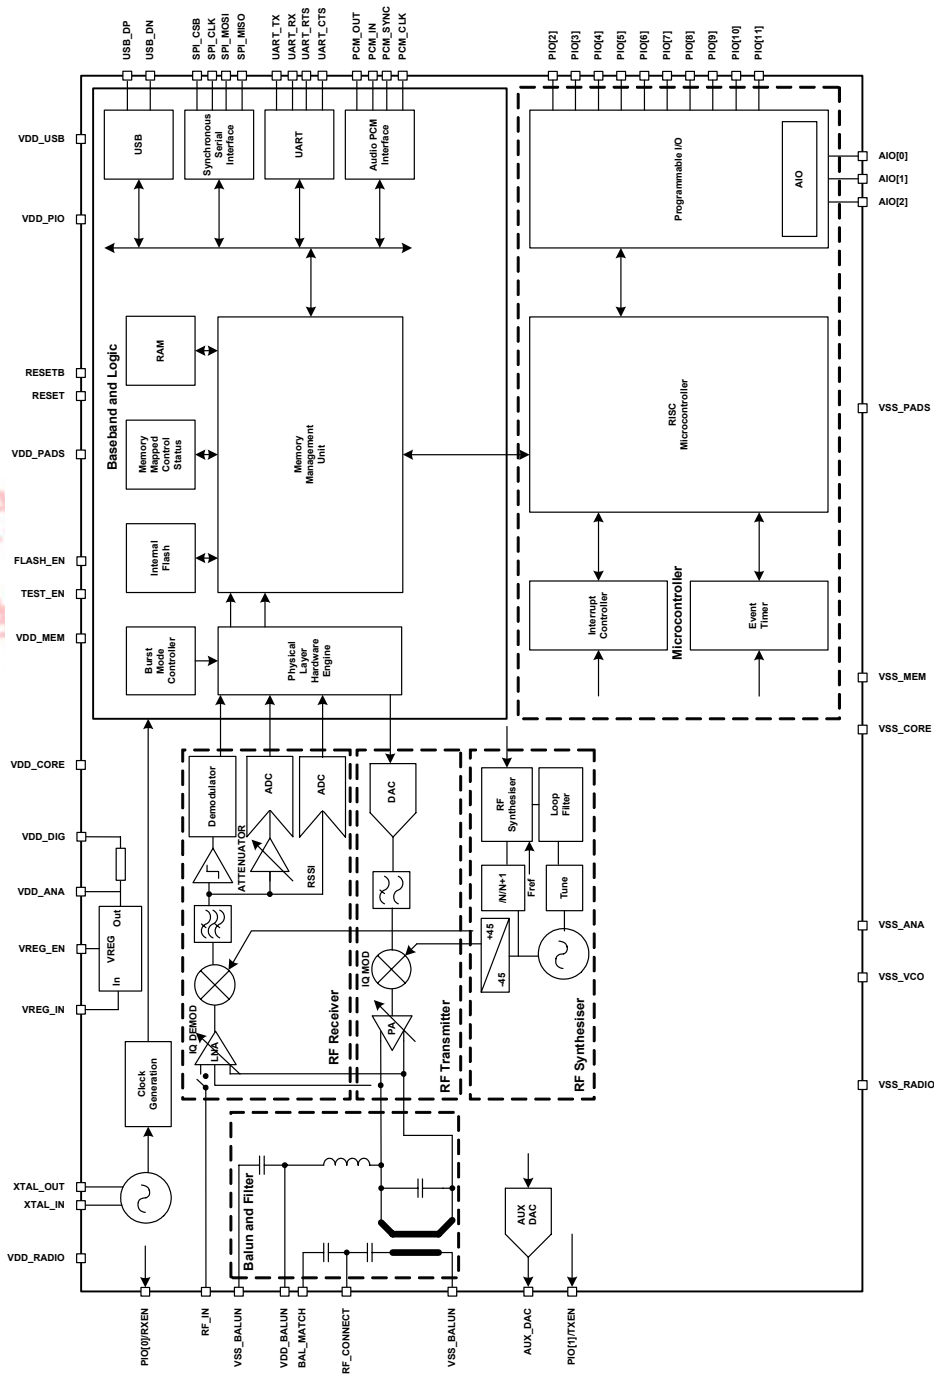 USB_DP
USB_DN
SPI_CSB
SPI_CLK
SPI_MOSI
SPI_MISO
UART_TX
UART_RX
UART_RTS
UART_CTS
PCM_OUT
PCM_IN
PCM_SYNC
PCM_CLK
PIO[2]
PIO[3]
PIO[4]
PIO[5]
PIO[6]
PIO[7]
PIO[8]
PIO[9]
PIO[10]
PIO[11]
VDD_USB
VDD_PIO
RESETB
RESET
VDD_PADS
FLASH_EN
TEST_EN
VDD_MEM
VDD_CORE
VDD_DIG
VDD_ANA
VREG_EN
VREG_IN
XTAL_OUT
XTAL_IN
VDD_RADIO
USB
Synchronous
Serial
Interface
UART
Audio PCM
Interface
Programmable I/O
AIO
AIO[0]
AIO[1]
AIO[2]
Baseband and Logic
RAM
Memory
Mapped
Control
Status
Internal
Flash
Memory
Management
Unit
Burst
Mode
Controller
Physical
Layer
Hardware
Engine
RISC
Microcontroller
Interrupt
Controller
Microcontroller
Event
Timer
VSS_PADS
VSS_MEM
VSS_CORE
VSS_ANA
VSS_VCO
VSS_RADIO
Demodulator
ADC
ADC
ATTENUATOR
RSSI
IQ DEMOD
LNA
RF Receiver
DAC
IQ MOD
PA
RF Transmitter
RF
Synthesiser
Loop
Filter
/N/N+1
Fref
Tune
+45
-45
RF Synthesiser
Out
VREG
In
Clock
Generation
Balun and Filter
AUX
DAC
PIO[0]/RXEN
RF_IN
VSS_BALUN
VDD_BALUN
BAL_MATCH
RF_CONNECT
VSS_BALUN
AUX_DAC
PIO[1]/TXEN